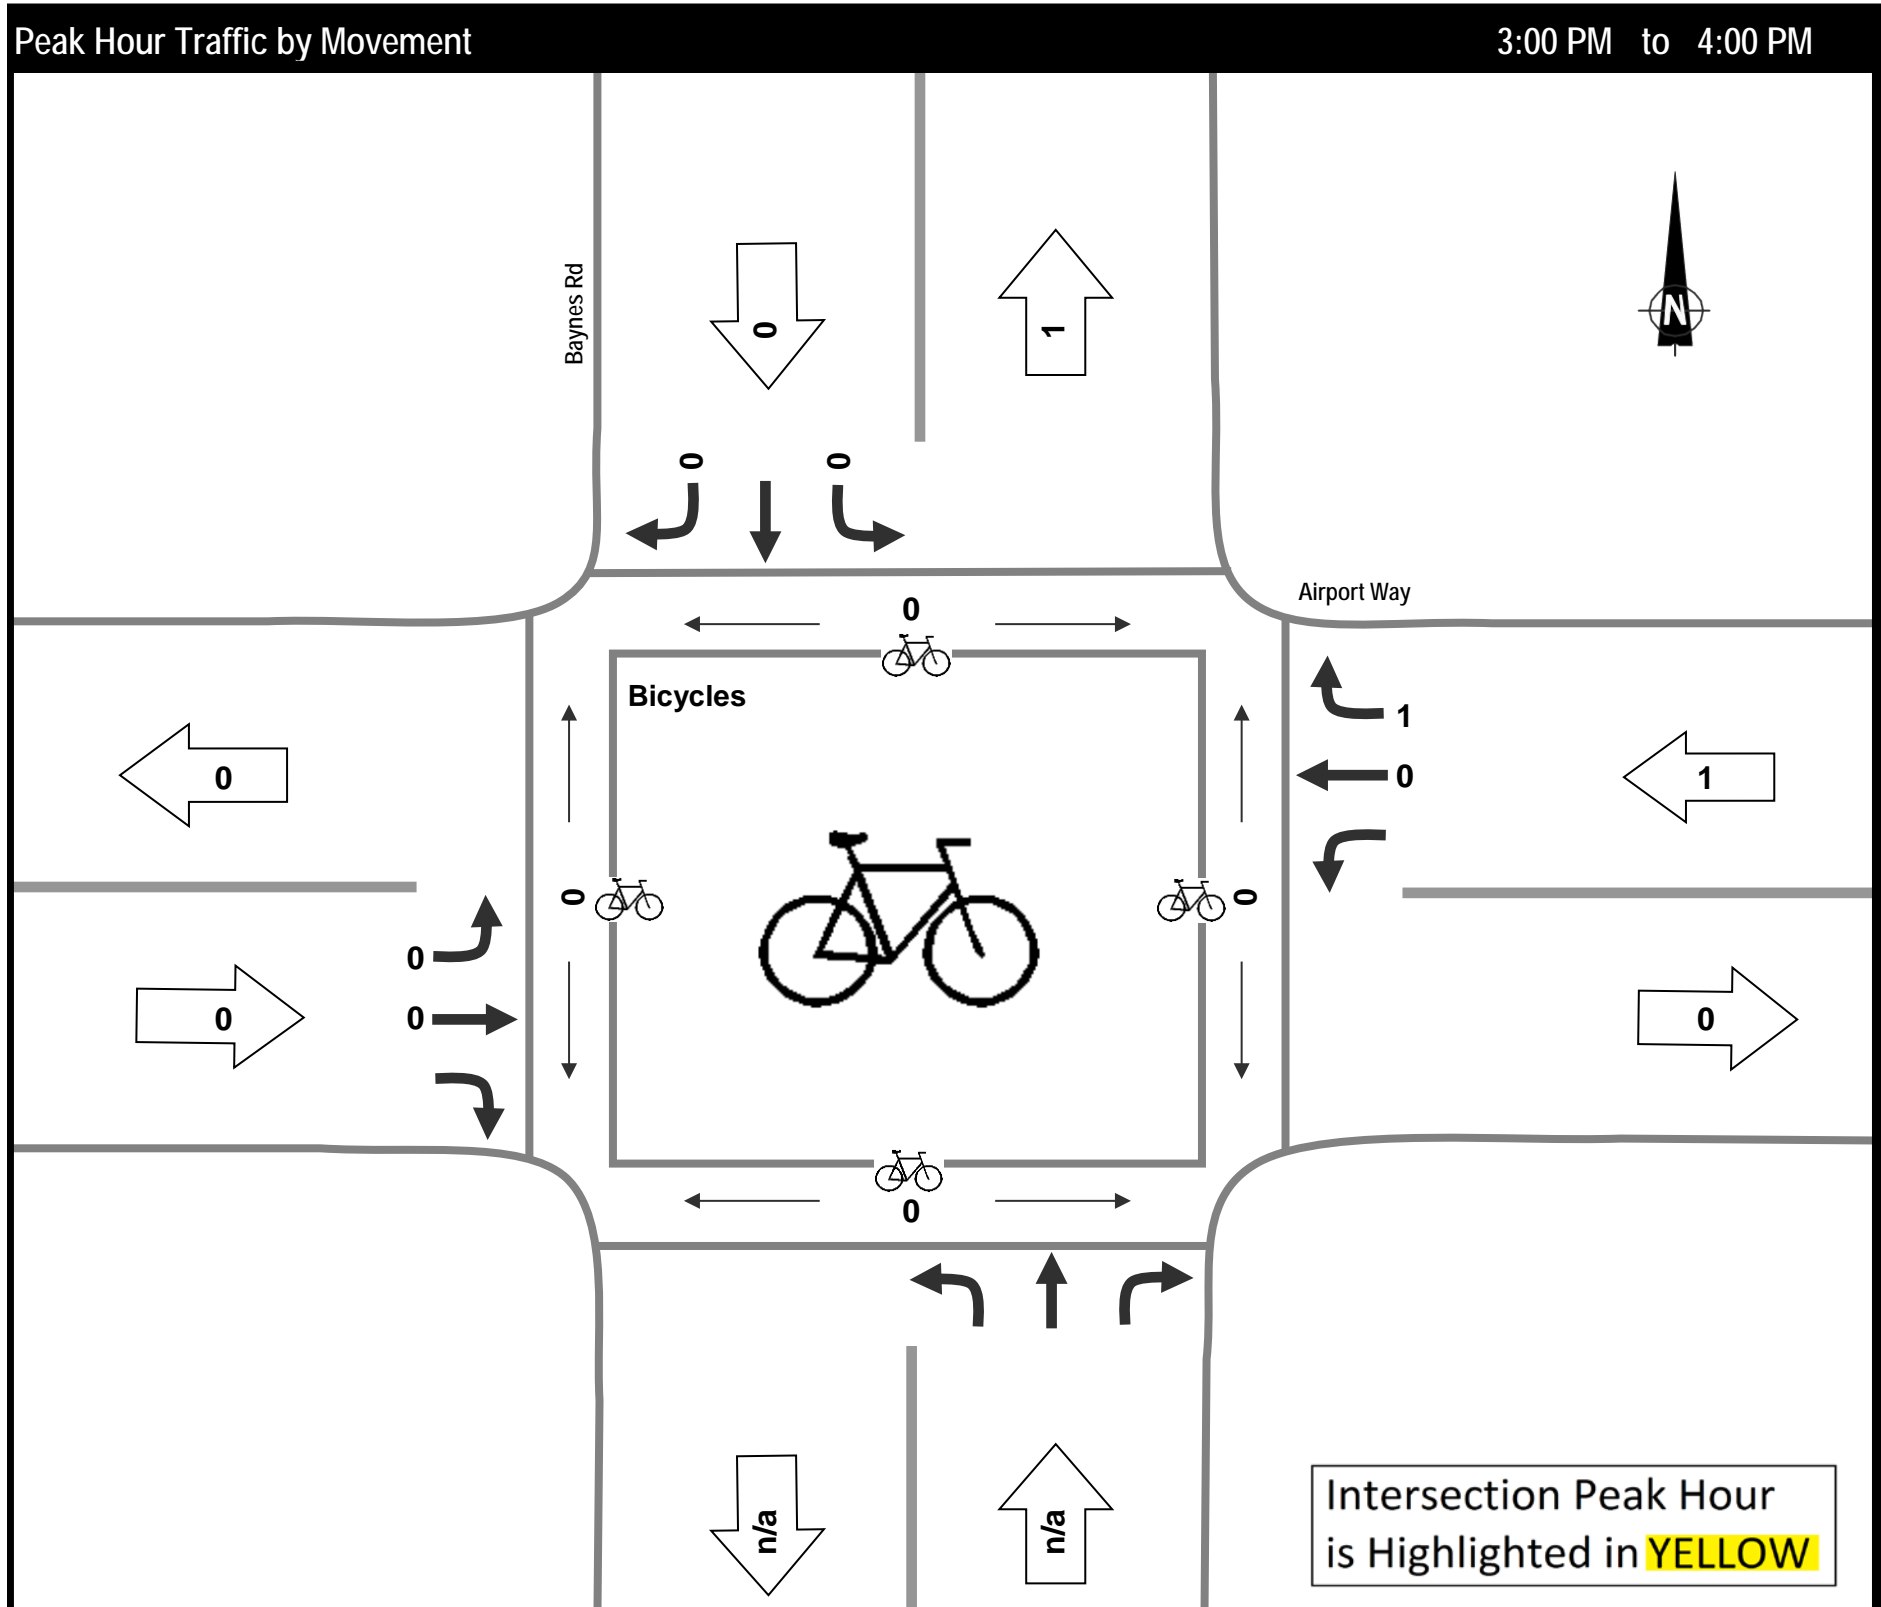 Peak Hour Traffic by Movement 3:00 PM to 4:00 PM
Baynes Rd
0
1
N
0 0
Airport Way
0
Bicycles
1
0
0
1
0
0
0
0
0
0
0
0
n/a
n/a
Intersection Peak Hour
is Highlighted in YELLOW